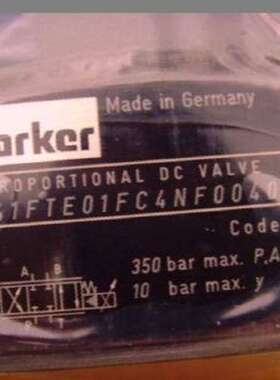 Made in Germany
arker
ROPORTIONAL DC VALVE
1FTE01FC4NF004
Code
A B
350 bar max. P,A
10 bar max. y
P T